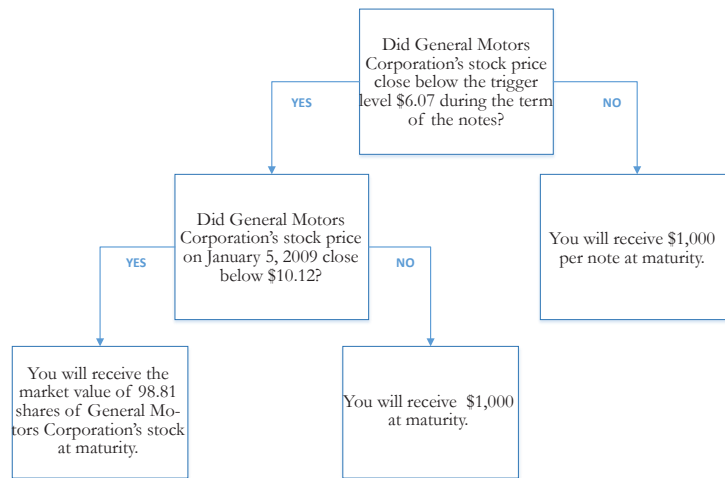 Did General Motors
Corporation's stock price
close below the trigger
level $6.07 during the term
of the notes?
YES
NO
Did General Motors
Corporation's stock price
on January 5, 2009 close
below $10.12?
You will receive $1,000
per note at maturity.
YES
NO
You will receive the
market value of 98.81
shares of General Mo-
tors Corporation's stock
at maturity.
You will receive $1,000
at maturity.